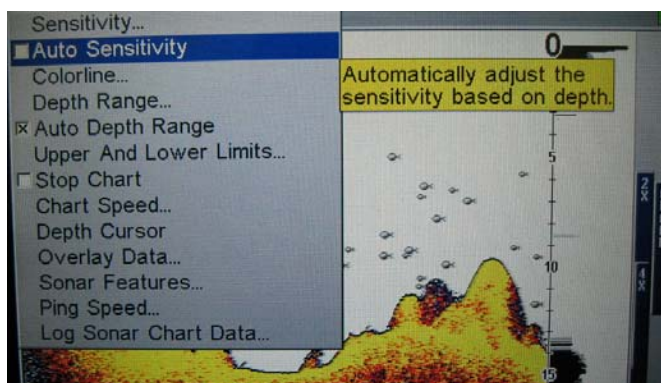 Sensitivity...
Auto Sensitivity
Colorline...
Depth Range...
Auto Depth Range
Upper And Lower Limits...
Stop Chart
Chart Speed...
Depth Cursor
Overlay Data...
Sonar Features...
Ping Speed...
Log Sonar Chart Data...
Automatically adjust the
sensitivity based on depth.
0
5
10
15
2X
4X